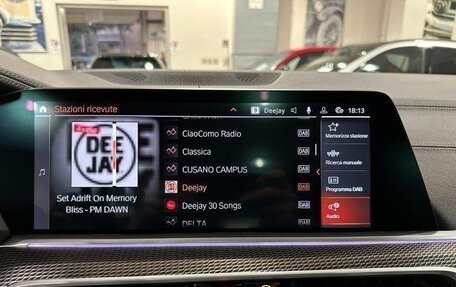 Stazioni ricevute
9 Deejay
18:13
DEE
JAY
Set Adrift On Memory
Bliss - PM DAWN
CiaoComo Radio DAB
Classica DAB
CUSANO CAMPUS DAB
Deejay DAB
Deejay 30 Songs DAB
DELTA
Memorizza stazione
Ricerca manuale
Programma DAB
Audio